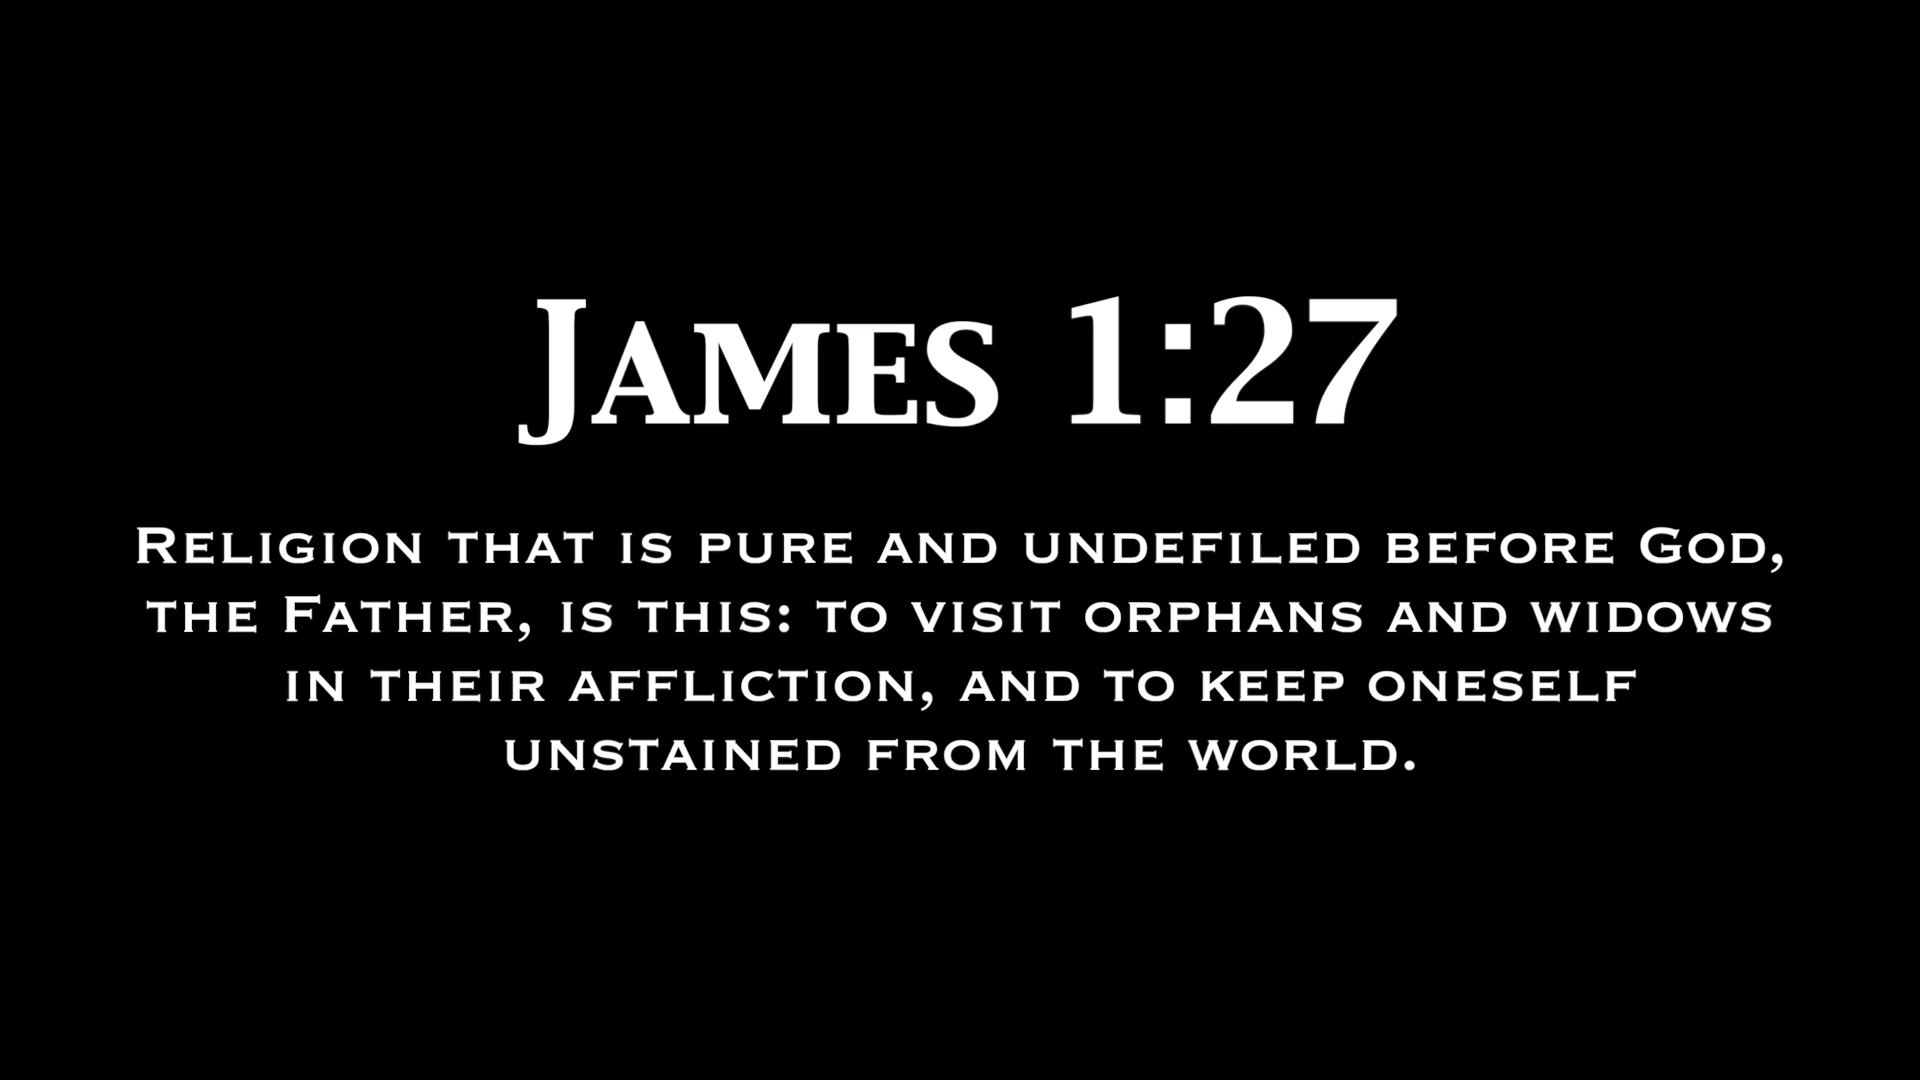 James 1:27
Religion that is pure and undefiled before God,
the Father, is this: to visit orphans and widows
in their affliction, and to keep oneself
unstained from the world.